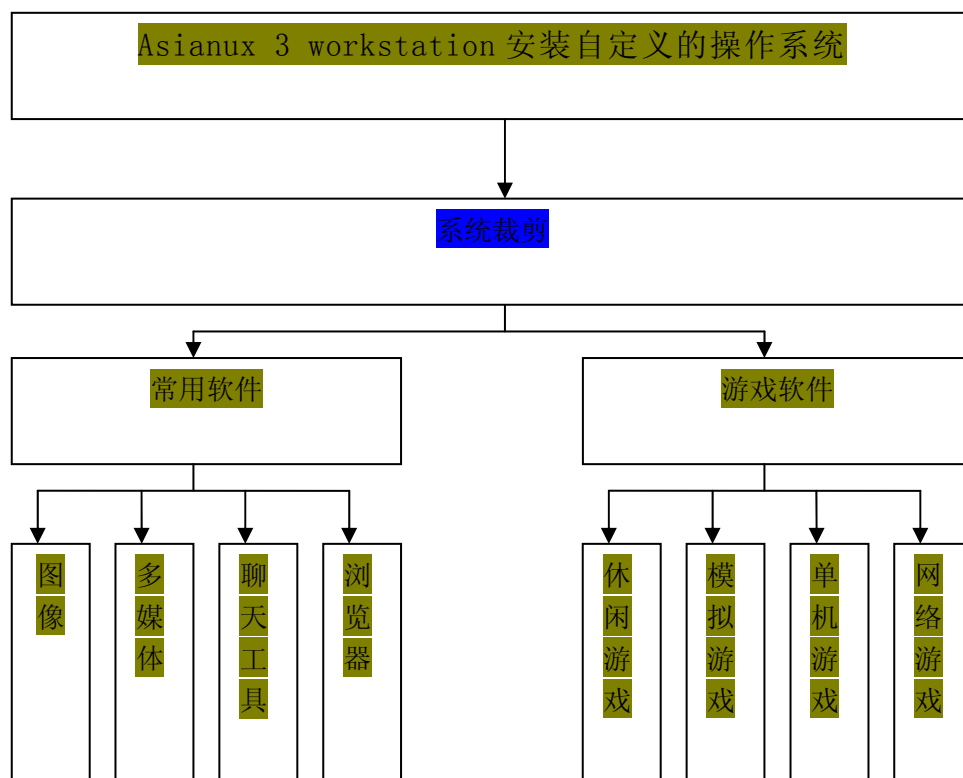 Asianux 3 workstation 安装自定义的操作系统
系统裁剪
常用软件
游戏软件
图像
多媒体
聊天工具
浏览器
休闲游戏
模拟游戏
单机游戏
网络游戏